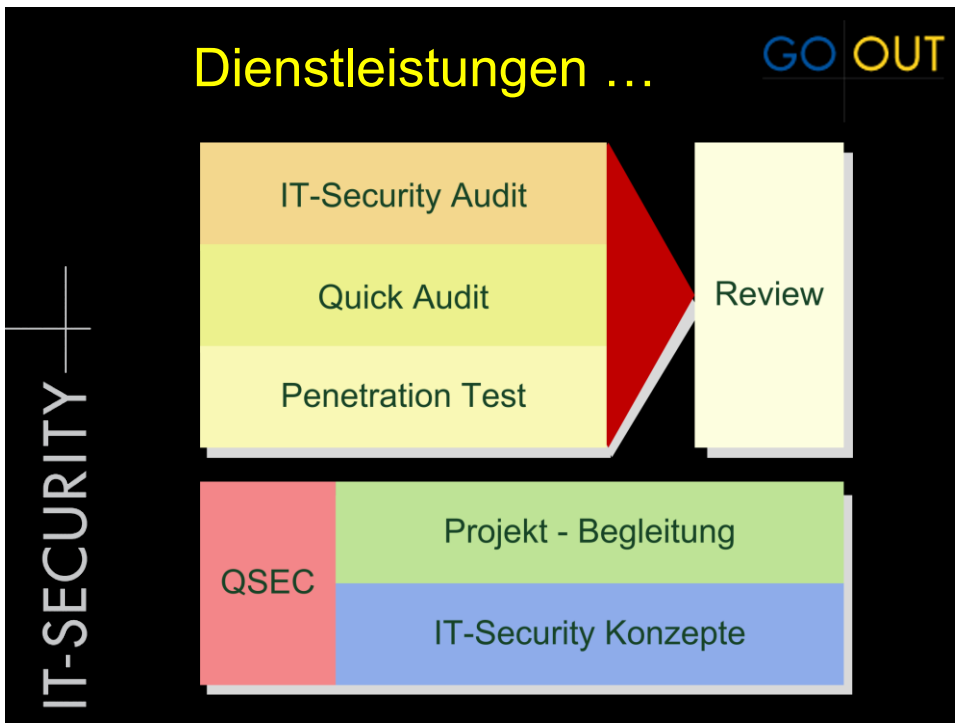 Dienstleistungen …
GO OUT
IT-Security Audit
Quick Audit
Penetration Test
Review
QSEC
Projekt - Begleitung
IT-Security Konzepte
IT-SECURITY